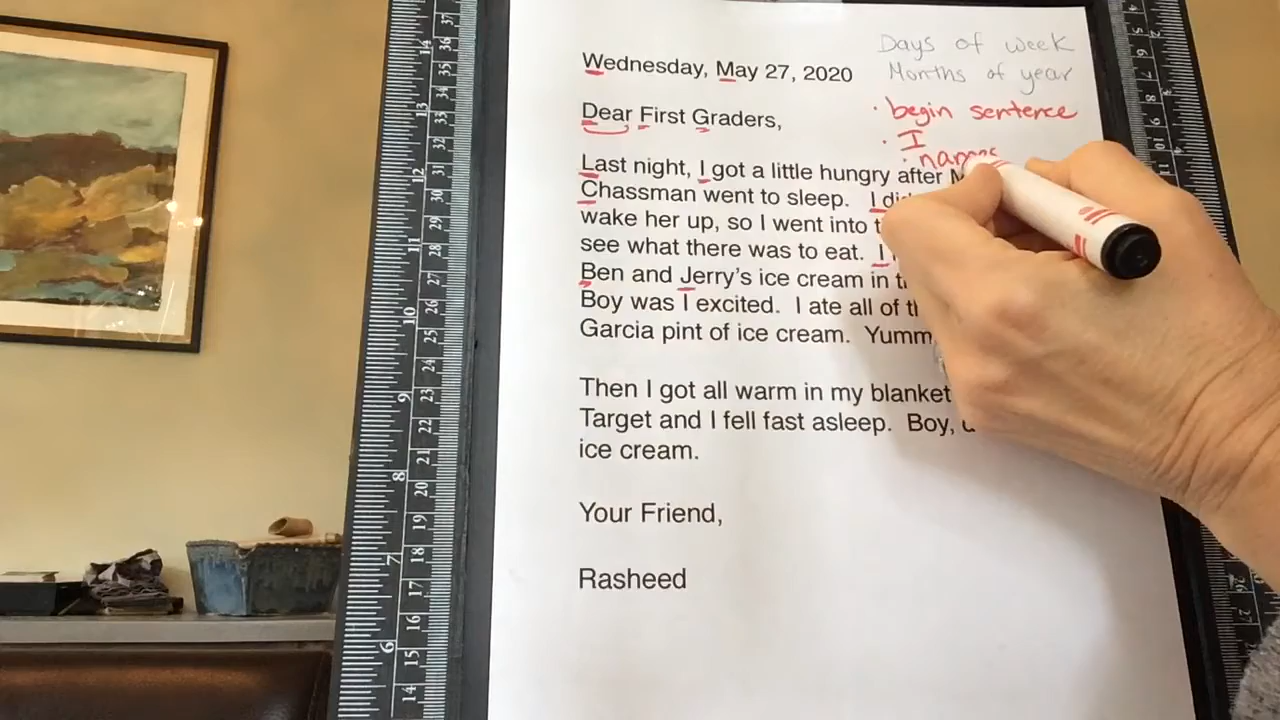 Wednesday, May 27, 2020
Days of week
Months of year
Dear First Graders,
· begin sentence
· I
· names
Last night, I got a little hungry after
Chassman went to sleep. I
wake her up, so I went into
see what there was to eat. I
Ben and Jerry's ice cream in
Boy was I excited. I ate all of
Garcia pint of ice cream.
Then I got all warm in my blanket
Target and I fell fast asleep. Boy,
ice cream.
Your Friend,
Rasheed